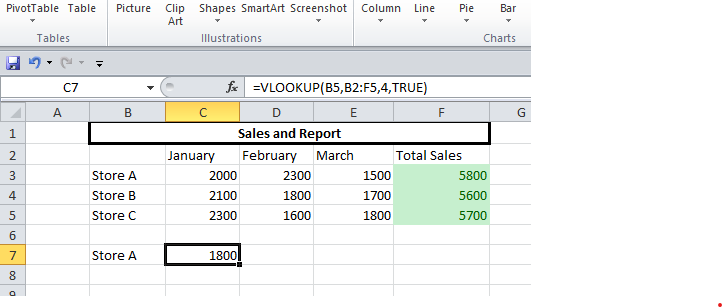 PivotTable Table Picture Clip Shapes SmartArt Screenshot Column Line Pie Bar
Art
Tables Illustrations Charts
C7 fx =VLOOKUP(B5,B2:F5,4,TRUE)
A B C D E F G
1 Sales and Report
2 January February March Total Sales
3 Store A 2000 2300 1500 5800
4 Store B 2100 1800 1700 5600
5 Store C 2300 1600 1800 5700
6
7 Store A 1800
8
9